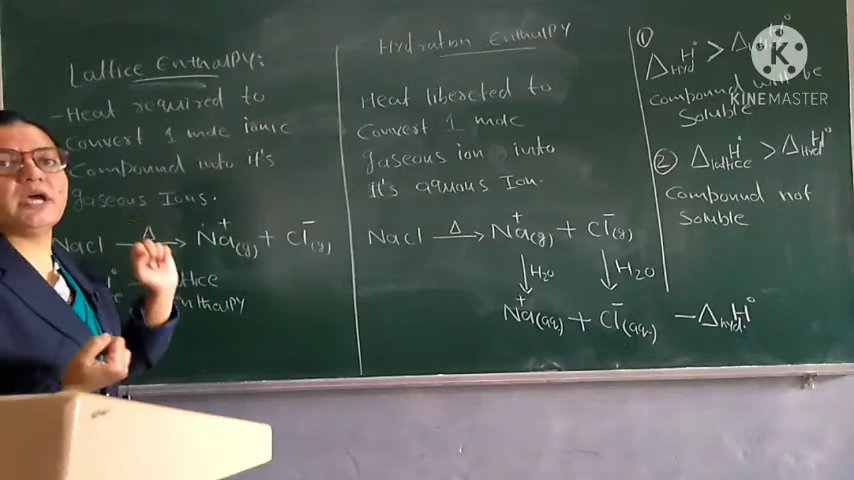 Lattice EnthalPY:
- Heat required to
Convert 1 mole ionic
Compound into it's
gaseous Ions.
NaCl Δ→ Na⁺(g) + Cl⁻(g)
H° lattice
enthalPY
Hydration EnthalPY
Heat libercted to
Convert 1 mole
gaseous ion into
It's aquous Ion.
NaCl Δ→ Na⁺(g) + Cl⁻(g)
↓H₂O ↓H₂O
Na⁺(aq) + Cl⁻(aq) - ΔhydH°
① ΔHydH° > Δ H°
Compound will be
Soluble
② ΔlatticeH° > ΔHydH°
Compound not
Soluble
K
KINEMASTER